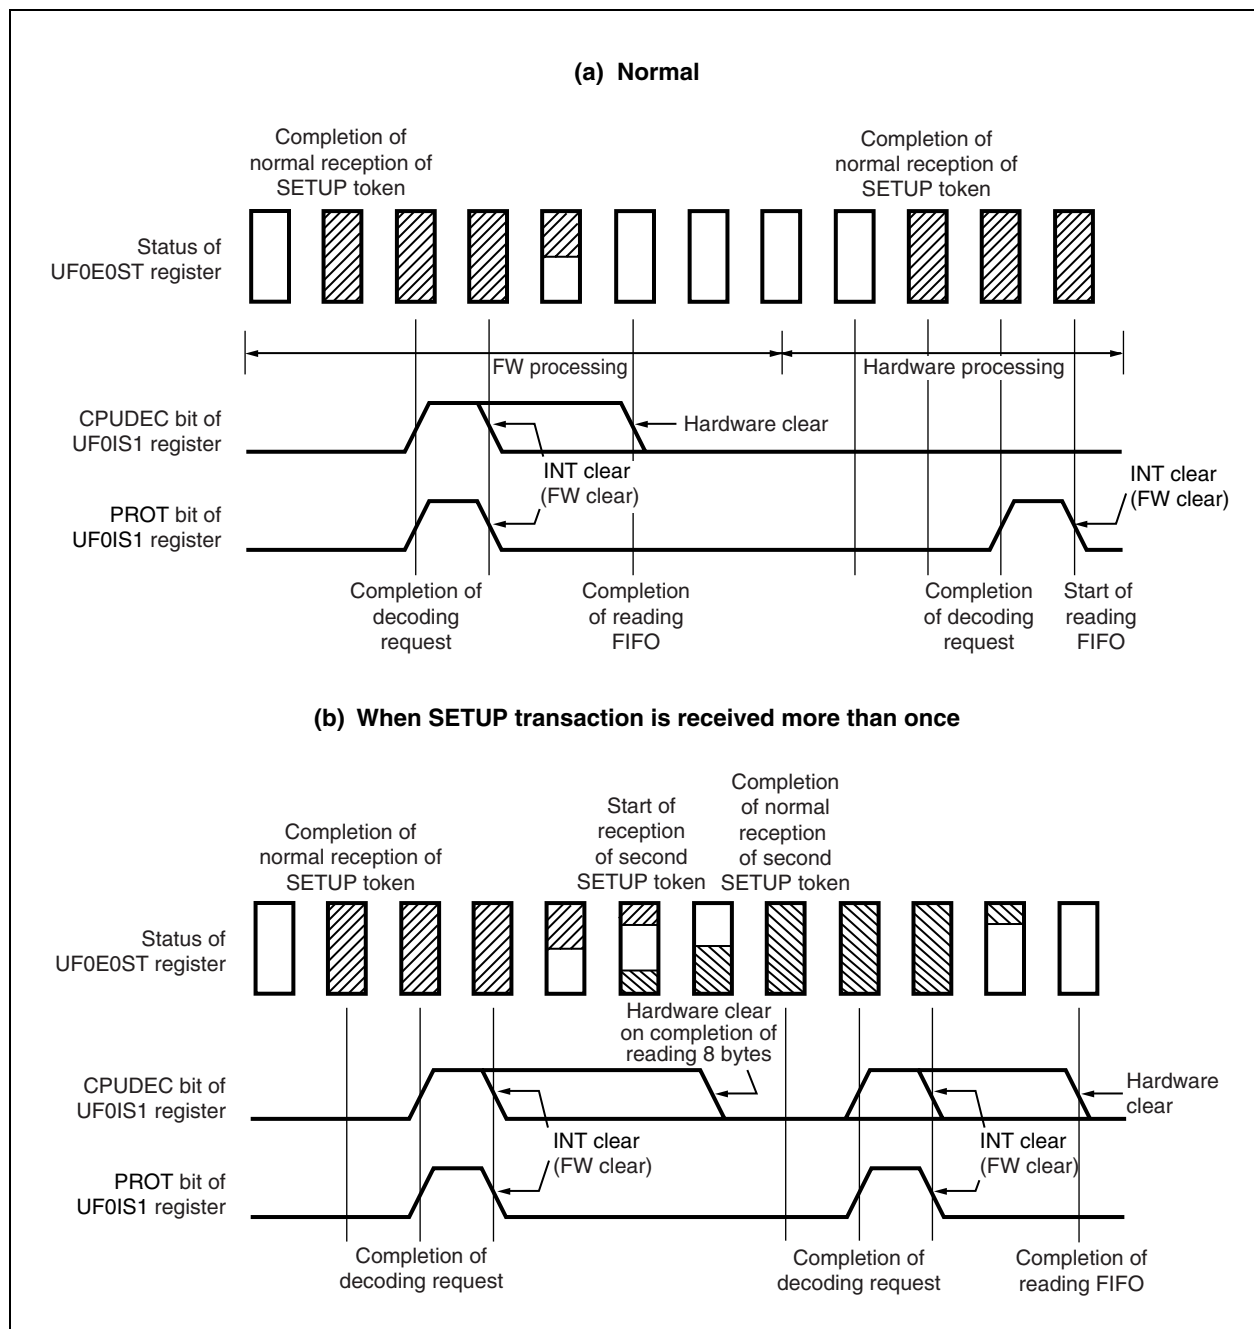 (a) Normal
Completion of
normal reception of
SETUP token
Completion of
normal reception of
SETUP token
Status of
UF0E0ST register
FW processing
Hardware processing
CPUDEC bit of
UF0IS1 register
Hardware clear
INT clear
(FW clear)
INT clear
(FW clear)
PROT bit of
UF0IS1 register
Completion of
decoding
request
Completion
of reading
FIFO
Completion
of decoding
request
Start of
reading
FIFO
(b) When SETUP transaction is received more than once
Completion of
normal reception of
SETUP token
Start of
reception
of second
SETUP token
Completion
of normal
reception
of second
SETUP token
Status of
UF0E0ST register
Hardware clear
on completion of
reading 8 bytes
CPUDEC bit of
UF0IS1 register
Hardware
clear
INT clear
(FW clear)
INT clear
(FW clear)
PROT bit of
UF0IS1 register
Completion of
decoding request
Completion of
decoding request
Completion of
reading FIFO